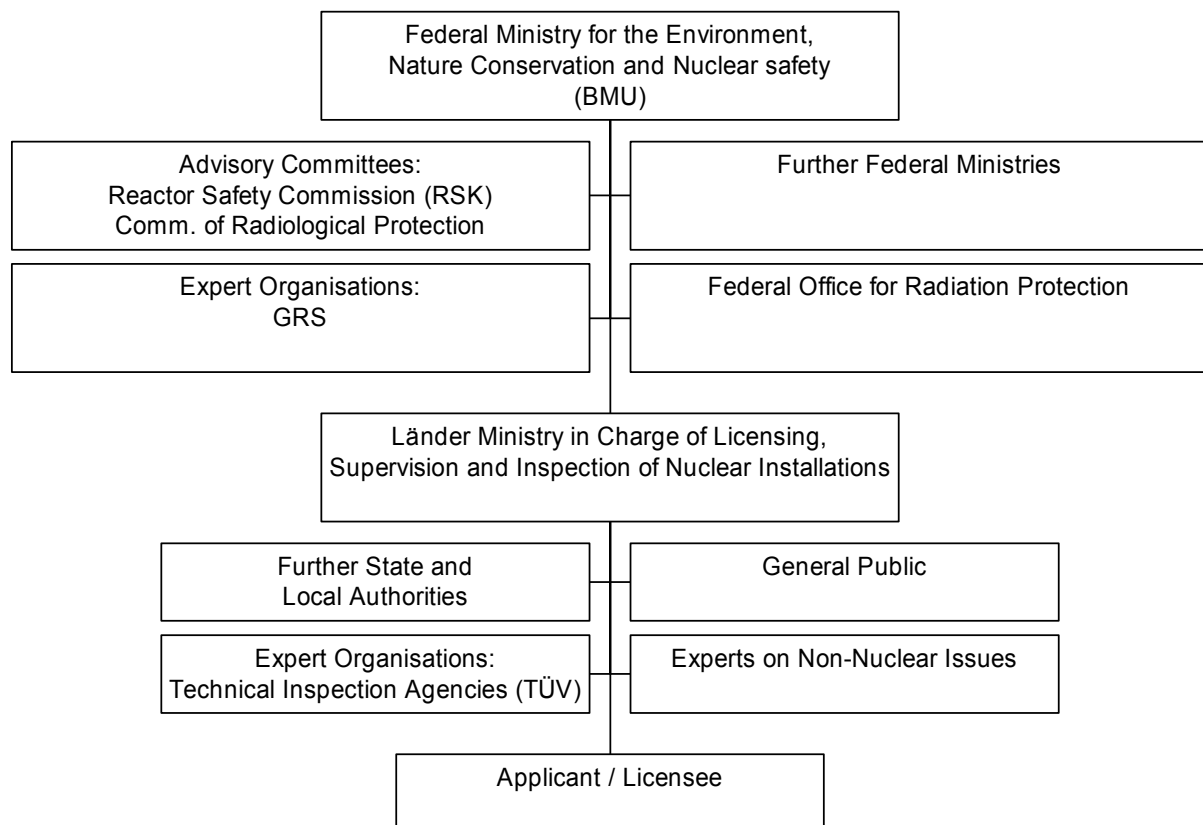 Federal Ministry for the Environment,
Nature Conservation and Nuclear safety
(BMU)
Advisory Committees:
Reactor Safety Commission (RSK)
Comm. of Radiological Protection
Further Federal Ministries
Expert Organisations:
GRS
Federal Office for Radiation Protection
Länder Ministry in Charge of Licensing,
Supervision and Inspection of Nuclear Installations
Further State and
Local Authorities
General Public
Expert Organisations:
Technical Inspection Agencies (TÜV)
Experts on Non-Nuclear Issues
Applicant / Licensee